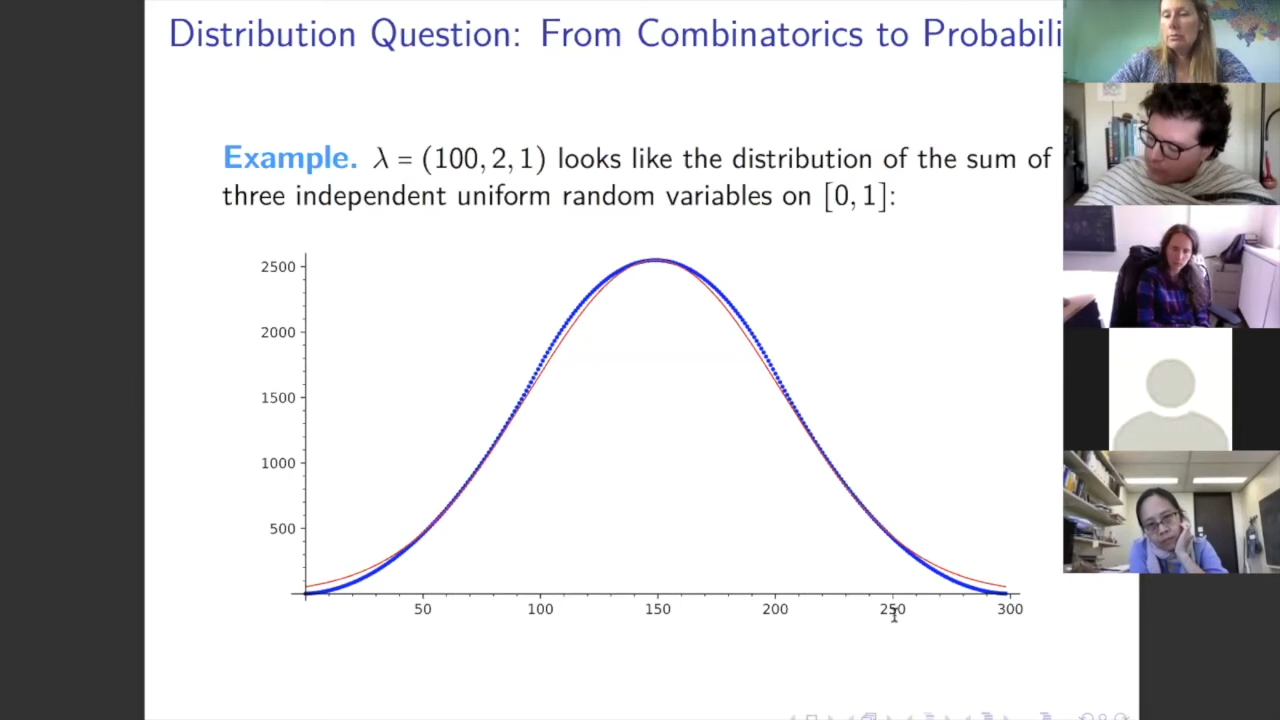 Distribution Question: From Combinatorics to Probabili
Example. λ = (100, 2, 1) looks like the distribution of the sum of
three independent uniform random variables on [0, 1]:
2500
2000
1500
1000
500
50 100 150 200 250 300